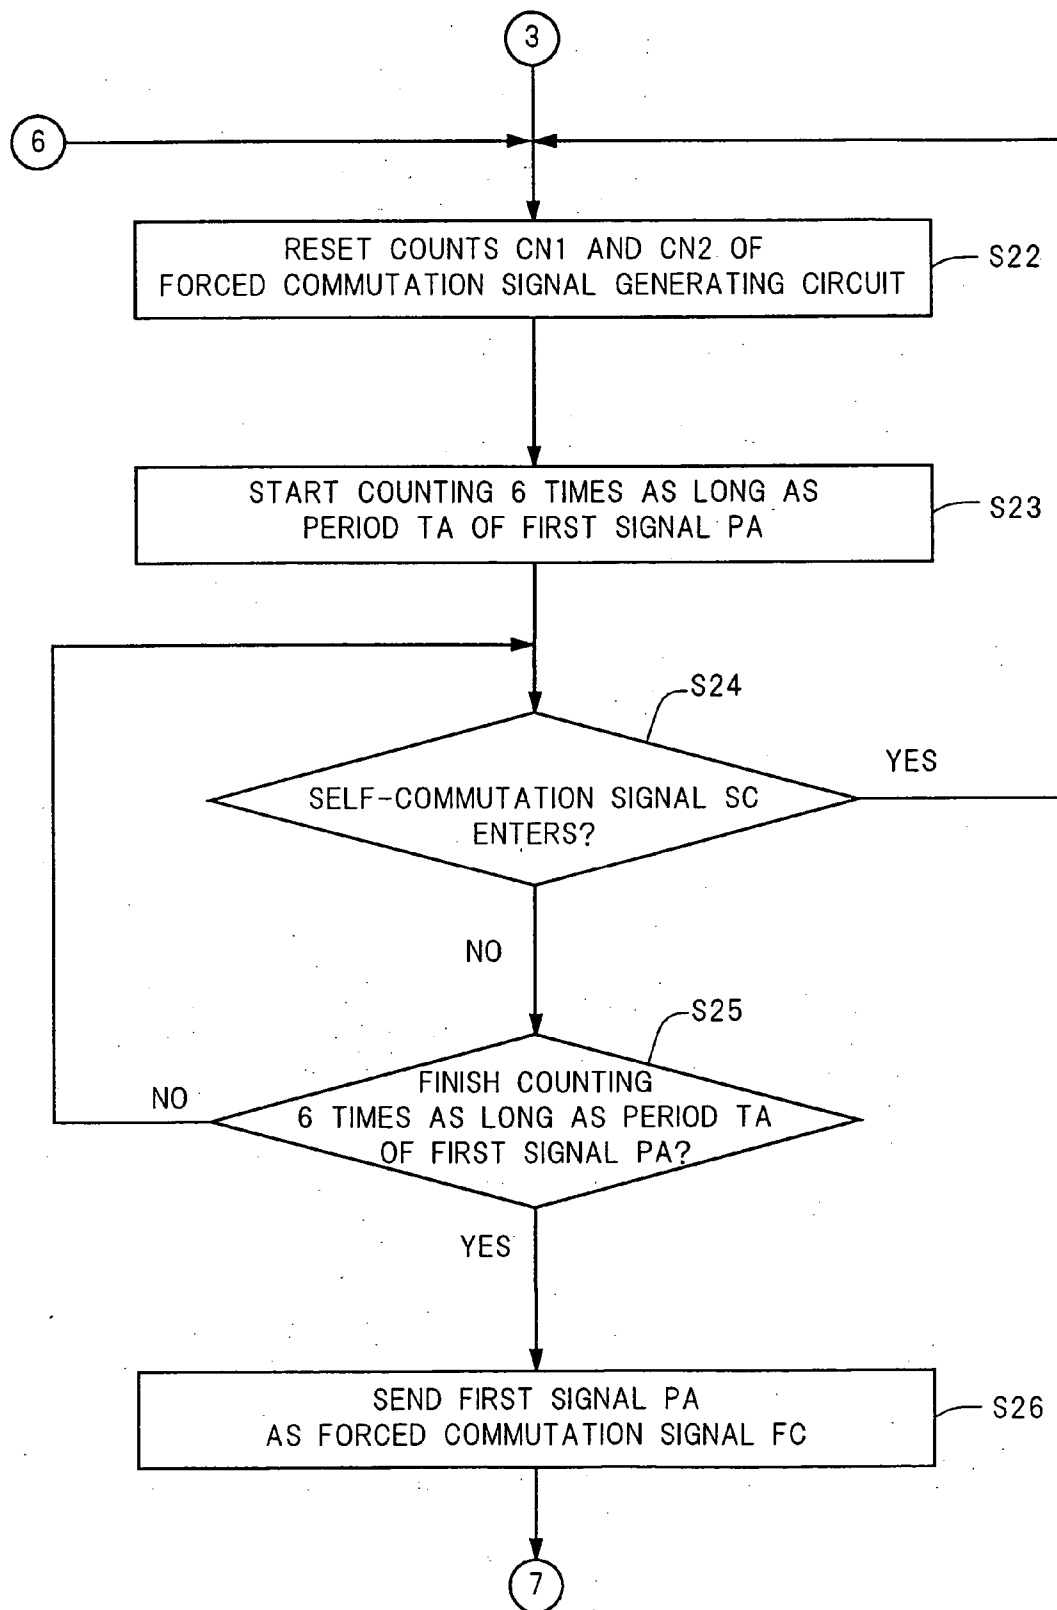 3
6
RESET COUNTS CN1 AND CN2 OF
FORCED COMMUTATION SIGNAL GENERATING CIRCUIT
S22
START COUNTING 6 TIMES AS LONG AS
PERIOD TA OF FIRST SIGNAL PA
S23
S24
SELF-COMMUTATION SIGNAL SC
ENTERS?
YES
NO
S25
FINISH COUNTING
6 TIMES AS LONG AS PERIOD TA
OF FIRST SIGNAL PA?
NO
YES
SEND FIRST SIGNAL PA
AS FORCED COMMUTATION SIGNAL FC
S26
7